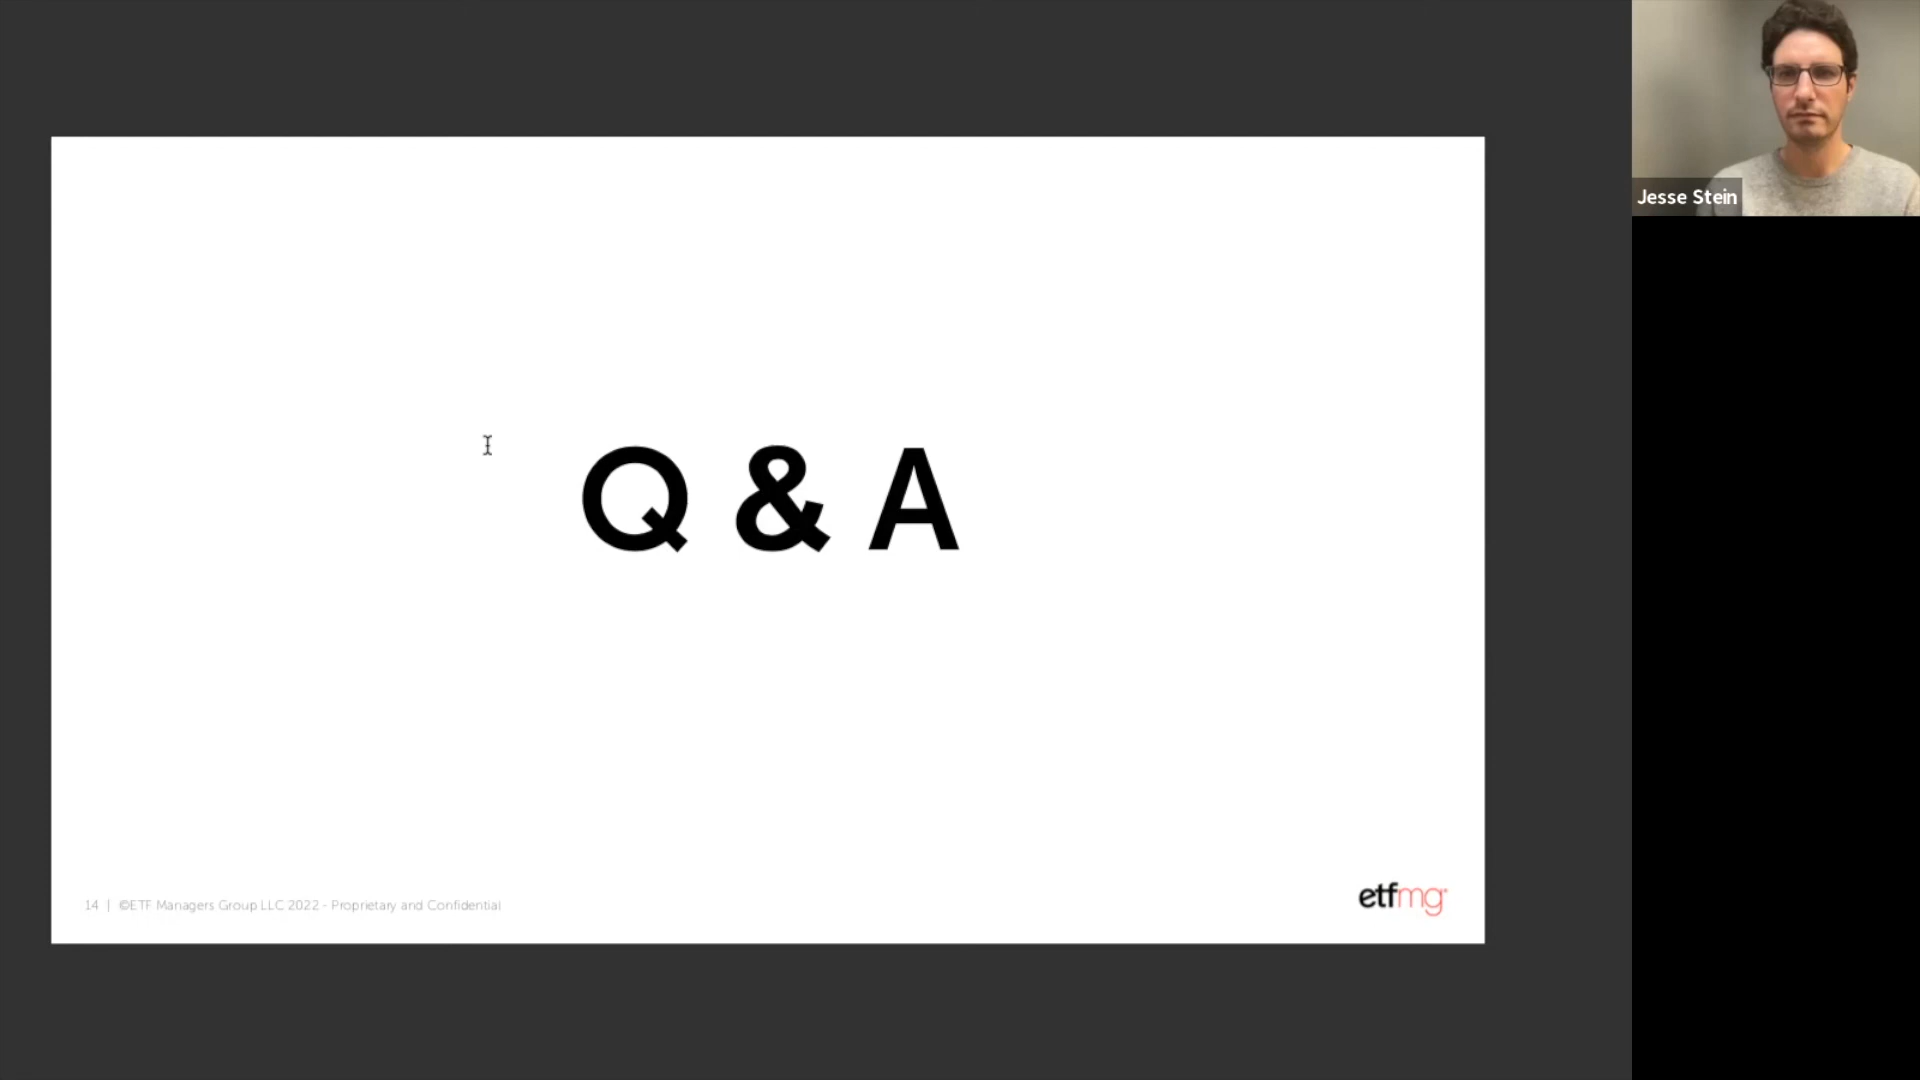 Jesse Stein
Q & A
14 | ©ETF Managers Group LLC 2022 - Proprietary and Confidential
etfmg